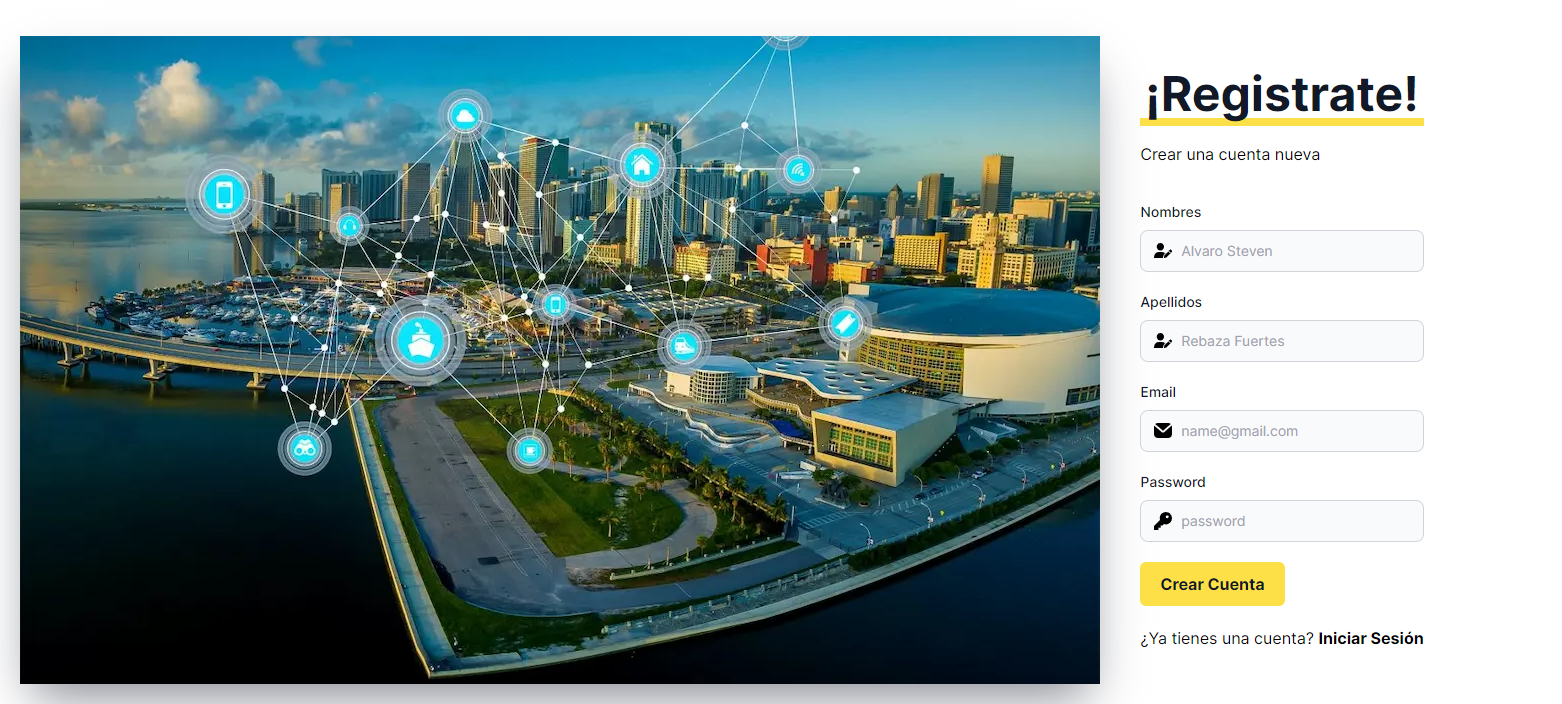 ¡Registrate!
Crear una cuenta nueva
Nombres
Alvaro Steven
Apellidos
Rebaza Fuertes
Email
name@gmail.com
Password
password
Crear Cuenta
¿Ya tienes una cuenta? Iniciar Sesión